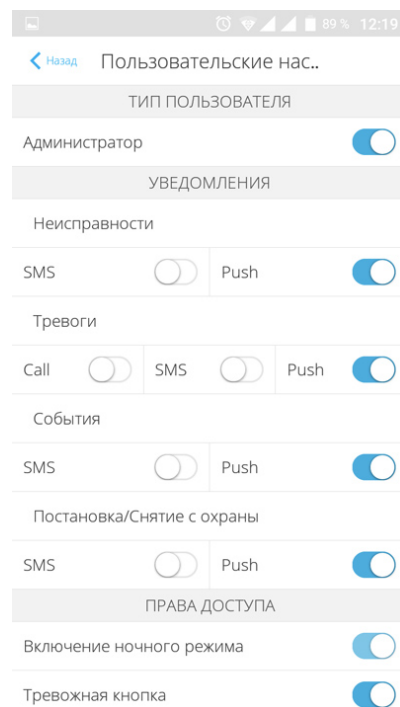 89 % 12:19
Назад Пользовательские нас..
ТИП ПОЛЬЗОВАТЕЛЯ
Администратор
УВЕДОМЛЕНИЯ
Неисправности
SMS Push
Тревоги
Call SMS Push
События
SMS Push
Постановка/Снятие с охраны
SMS Push
ПРАВА ДОСТУПА
Включение ночного режима
Тревожная кнопка